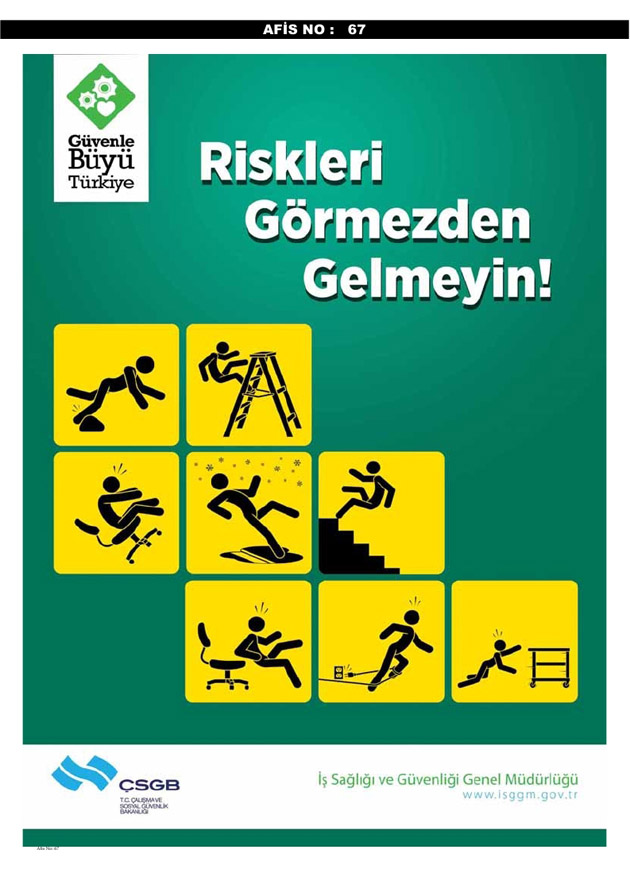 AFİS NO : 67
Güvenle
Büyü
Türkiye
Riskleri
Görmezden
Gelmeyin!
ÇSGB
T.C. ÇALIŞMA VE
SOSYAL GÜVENLİK
BAKANLIĞI
İş Sağlığı ve Güvenliği Genel Müdürlüğü
www.isggm.gov.tr